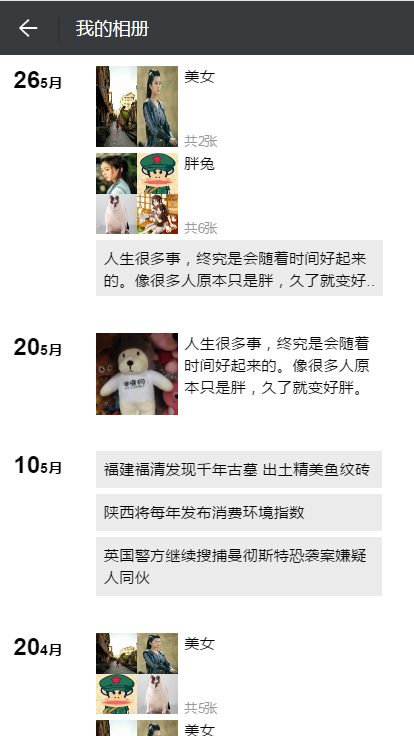 我的相册
26 5月
美女
共2张
胖兔
共6张
人生很多事，终究是会随着时间好起来
的。像很多人原本只是胖，久了就变好..
20 5月
人生很多事，终究是会随着
时间好起来的。像很多人原
本只是胖，久了就变好胖。
10 5月
福建福清发现千年古墓 出土精美鱼纹砖
陕西将每年发布消费环境指数
英国警方继续搜捕曼彻斯特恐袭案嫌疑
人同伙
20 4月
美女
共5张
美女